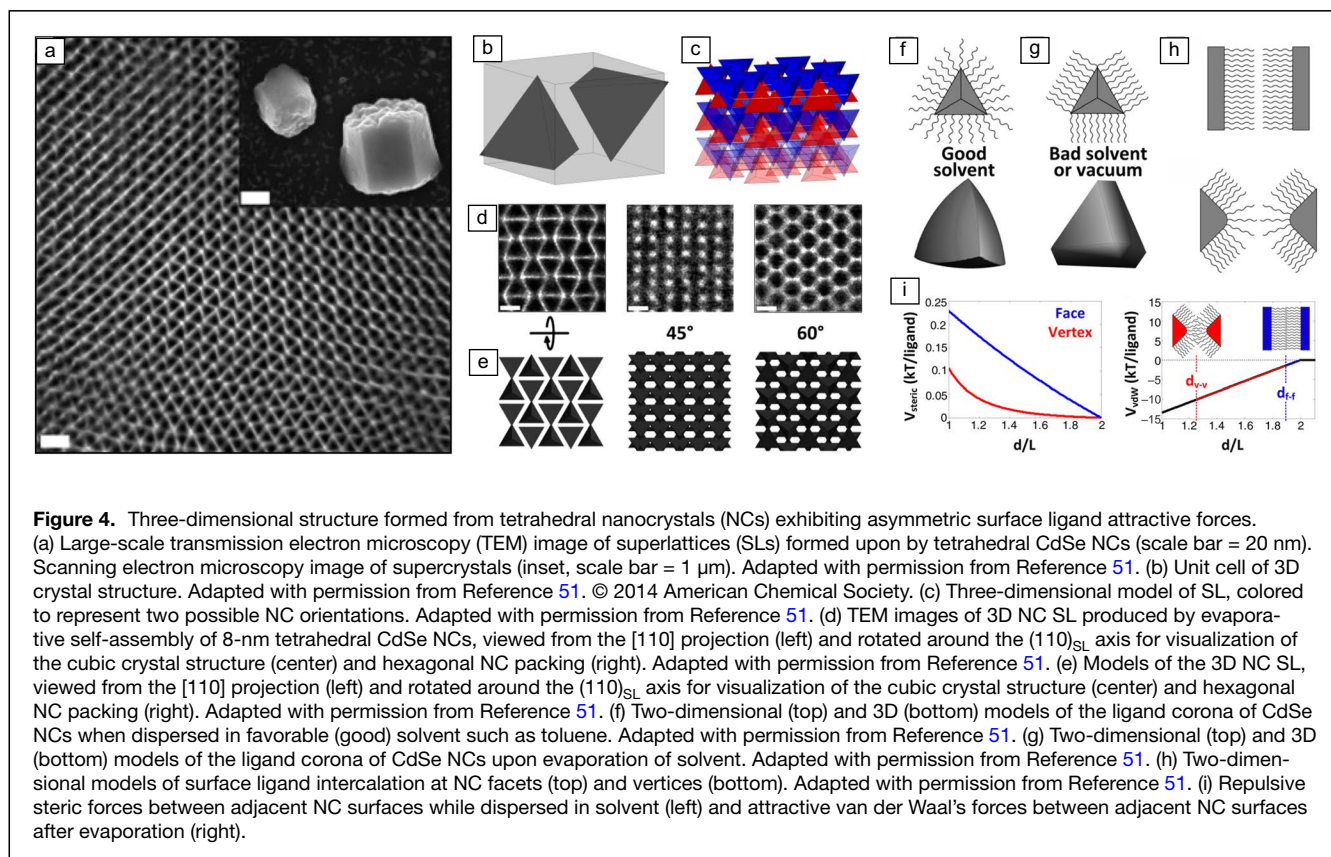 a
b
c
f
g
h
Good
solvent
Bad solvent
or vacuum
d
45°
60°
e
i
0.25
0.2
0.15
0.1
0.05
0
Face
Vertex
V_steric (kT/ligand)
1 1.2 1.4 1.6 1.8 2
d/L
15
10
5
0
−5
−10
−15
d_v-v
d_f-f
V_vdW (kT/ligand)
1 1.2 1.4 1.6 1.8 2
d/L
Figure 4. Three-dimensional structure formed from tetrahedral nanocrystals (NCs) exhibiting asymmetric surface ligand attractive forces.
(a) Large-scale transmission electron microscopy (TEM) image of superlattices (SLs) formed upon by tetrahedral CdSe NCs (scale bar = 20 nm).
Scanning electron microscopy image of supercrystals (inset, scale bar = 1 μm). Adapted with permission from Reference 51. (b) Unit cell of 3D
crystal structure. Adapted with permission from Reference 51. © 2014 American Chemical Society. (c) Three-dimensional model of SL, colored
to represent two possible NC orientations. Adapted with permission from Reference 51. (d) TEM images of 3D NC SL produced by evapora-
tive self-assembly of 8-nm tetrahedral CdSe NCs, viewed from the [110] projection (left) and rotated around the (110)SL axis for visualization of
the cubic crystal structure (center) and hexagonal NC packing (right). Adapted with permission from Reference 51. (e) Models of the 3D NC SL,
viewed from the [110] projection (left) and rotated around the (110)SL axis for visualization of the cubic crystal structure (center) and hexagonal
NC packing (right). Adapted with permission from Reference 51. (f) Two-dimensional (top) and 3D (bottom) models of the ligand corona of CdSe
NCs when dispersed in favorable (good) solvent such as toluene. Adapted with permission from Reference 51. (g) Two-dimensional (top) and 3D
(bottom) models of the ligand corona of CdSe NCs upon evaporation of solvent. Adapted with permission from Reference 51. (h) Two-dimen-
sional models of surface ligand intercalation at NC facets (top) and vertices (bottom). Adapted with permission from Reference 51. (i) Repulsive
steric forces between adjacent NC surfaces while dispersed in solvent (left) and attractive van der Waal's forces between adjacent NC surfaces
after evaporation (right).